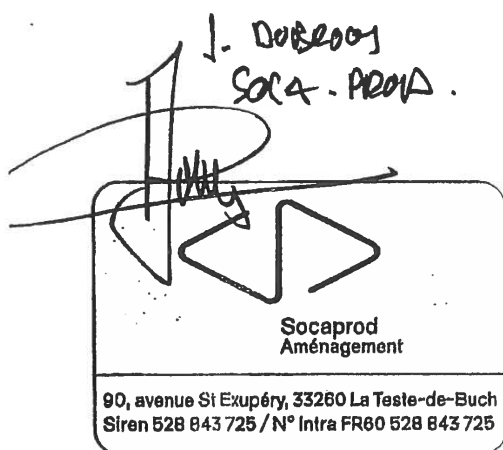 J. DUBROOS
SOCA. PROD.
Socaprod
Aménagement
90, avenue St Exupéry, 33260 La Teste-de-Buch
Siren 528 843 725 / N° Intra FR60 528 843 725